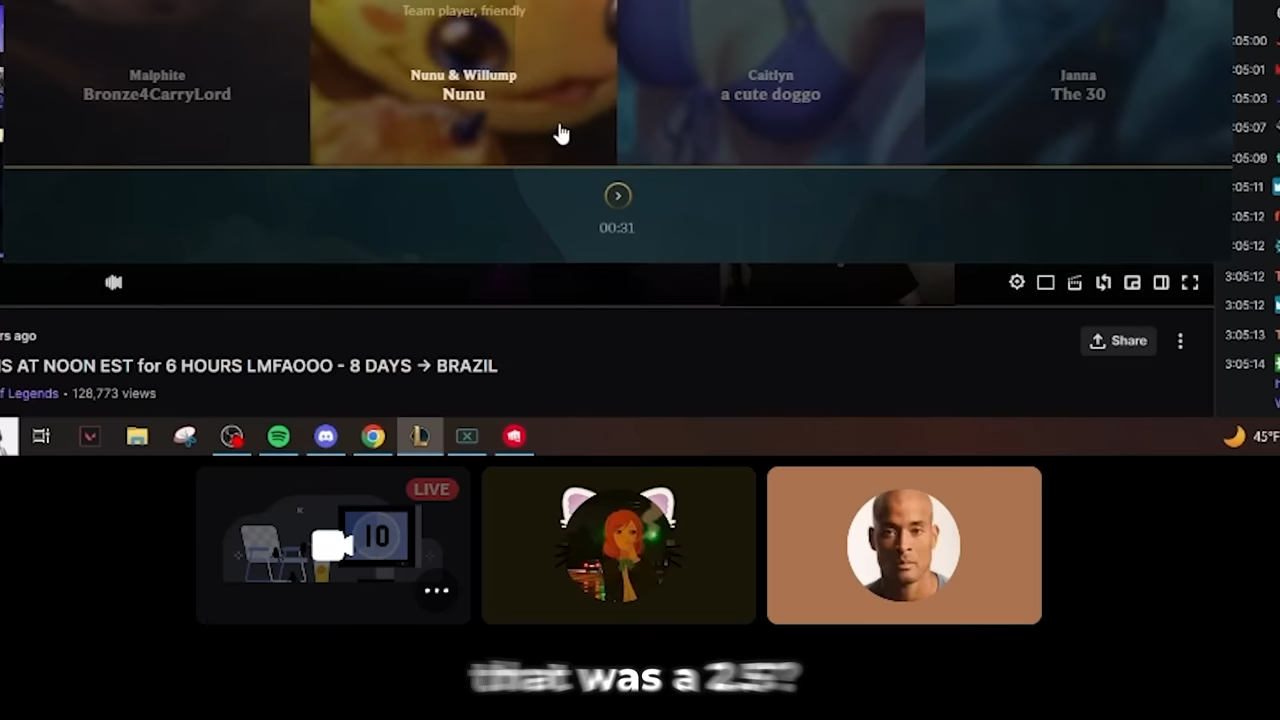 Team player, friendly
Malphite
Bronze4CarryLord
Nunu & Willump
Nunu
Caitlyn
a cute doggo
Janna
The 30
00:31
:05:00
:05:01
:05:03
:05:07
:05:09
:05:11
:05:12
:05:12
3:05:12
3:05:12
3:05:13
3:05:14
rs ago
Share
S AT NOON EST for 6 HOURS LMFAOOO - 8 DAYS → BRAZIL
f Legends • 128,773 views
45°F
LIVE
10
that was a 2.5?